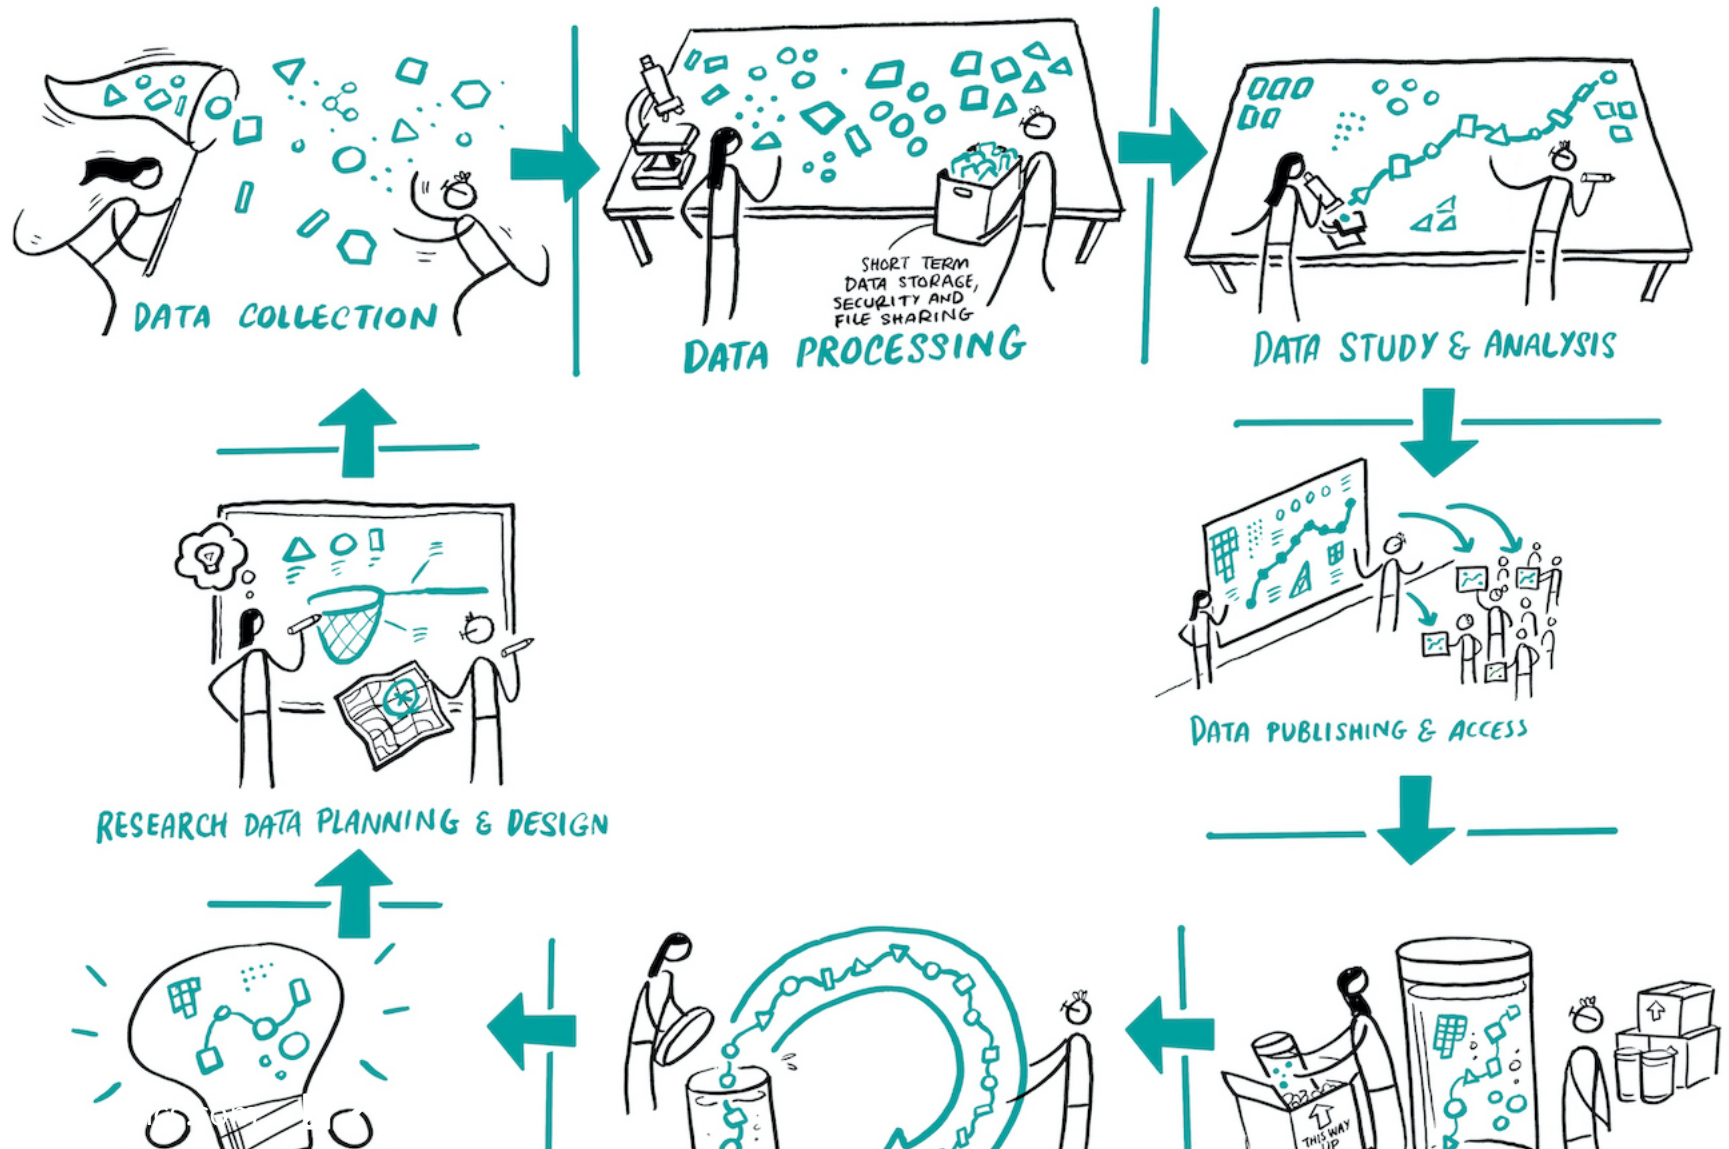 DATA COLLECTION
SHORT TERM
DATA STORAGE,
SECURITY AND
FILE SHARING
DATA PROCESSING
DATA STUDY & ANALYSIS
DATA PUBLISHING & ACCESS
RESEARCH DATA PLANNING & DESIGN
THIS WAY
UP